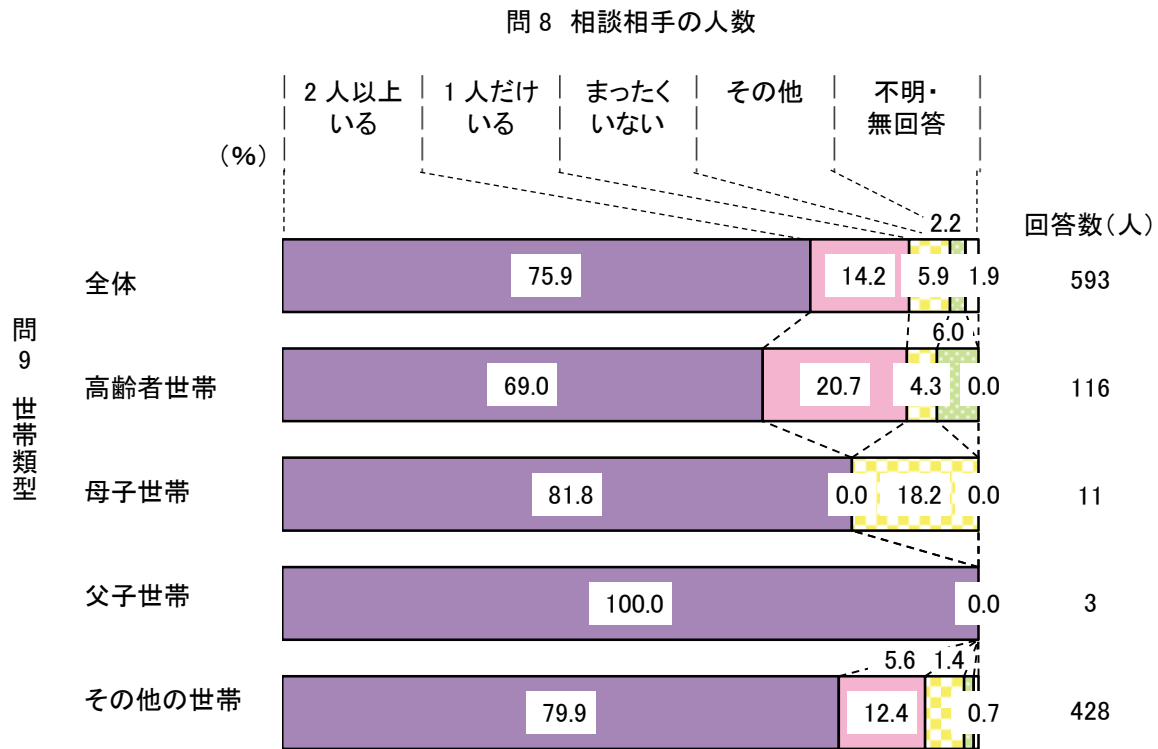 問8 相談相手の人数
2人以上いる
1人だけいる
まったくいない
その他
不明・無回答
(%)
回答数(人)
問9 世帯類型
全体 75.9 14.2 5.9 2.2 1.9 593
高齢者世帯 69.0 20.7 4.3 6.0 0.0 116
母子世帯 81.8 0.0 18.2 0.0 11
父子世帯 100.0 0.0 3
その他の世帯 79.9 12.4 5.6 1.4 0.7 428